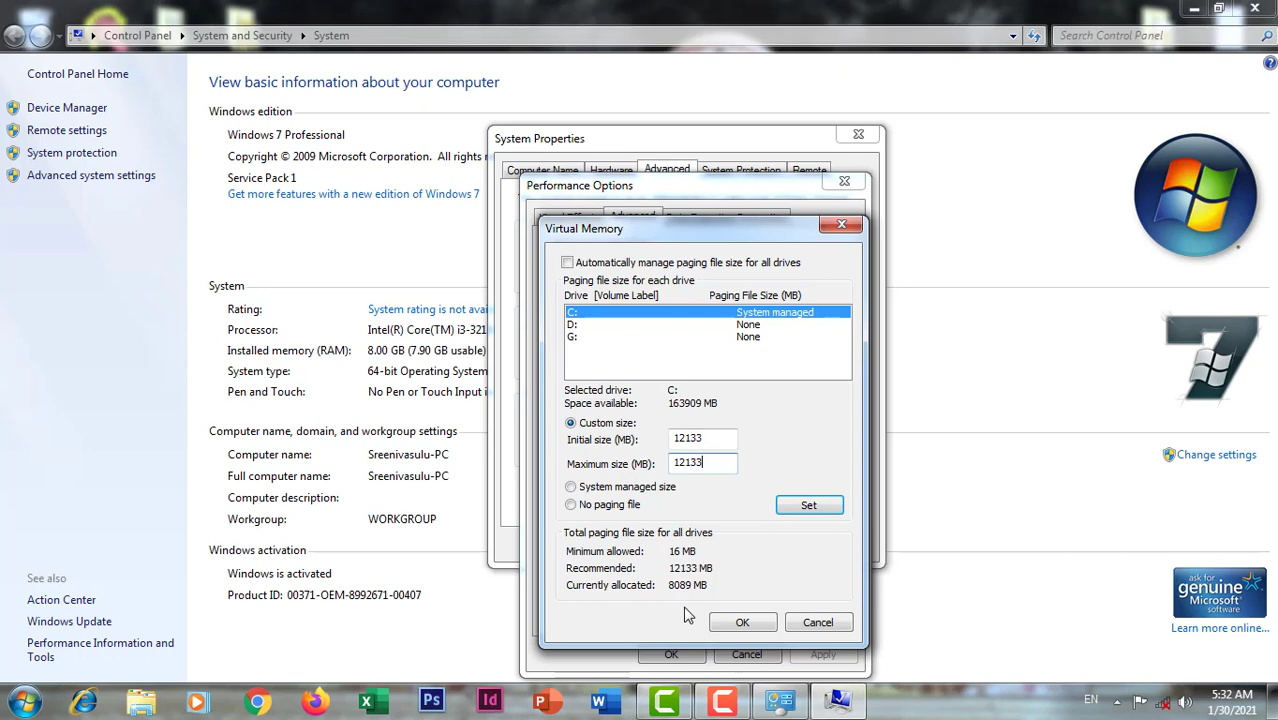 Control Panel
System and Security
System
Search Control Panel
Control Panel Home
Device Manager
Remote settings
System protection
Advanced system settings
See also
Action Center
Windows Update
Performance Information and
Tools
View basic information about your computer
Windows edition
Windows 7 Professional
Copyright © 2009 Microsoft Corporation. All rights
Service Pack 1
Get more features with a new edition of Windows 7
System
Rating:
System rating is not avai
Processor:
Intel(R) Core(TM) i3-321
Installed memory (RAM):
8.00 GB (7.90 GB usable)
System type:
64-bit Operating System
Pen and Touch:
No Pen or Touch Input i
Computer name, domain, and workgroup settings
Computer name:
Sreenivasulu-PC
Full computer name:
Sreenivasulu-PC
Computer description:
Workgroup:
WORKGROUP
Change settings
Windows activation
Windows is activated
Product ID: 00371-OEM-8992671-00407
ask for
genuine
Microsoft
software
Learn more online...
System Properties
Computer Name
Hardware
Advanced
System Protection
Remote
Performance Options
Advanced
Virtual Memory
Automatically manage paging file size for all drives
Paging file size for each drive
Drive [Volume Label]
Paging File Size (MB)
C:
System managed
D:
None
G:
None
Selected drive:
C:
Space available:
163909 MB
Custom size:
Initial size (MB):
12133
Maximum size (MB):
12133
System managed size
No paging file
Set
Total paging file size for all drives
Minimum allowed:
16 MB
Recommended:
12133 MB
Currently allocated:
8089 MB
OK
Cancel
OK
Cancel
Apply
Ps
Id
EN
5:32 AM
1/30/2021